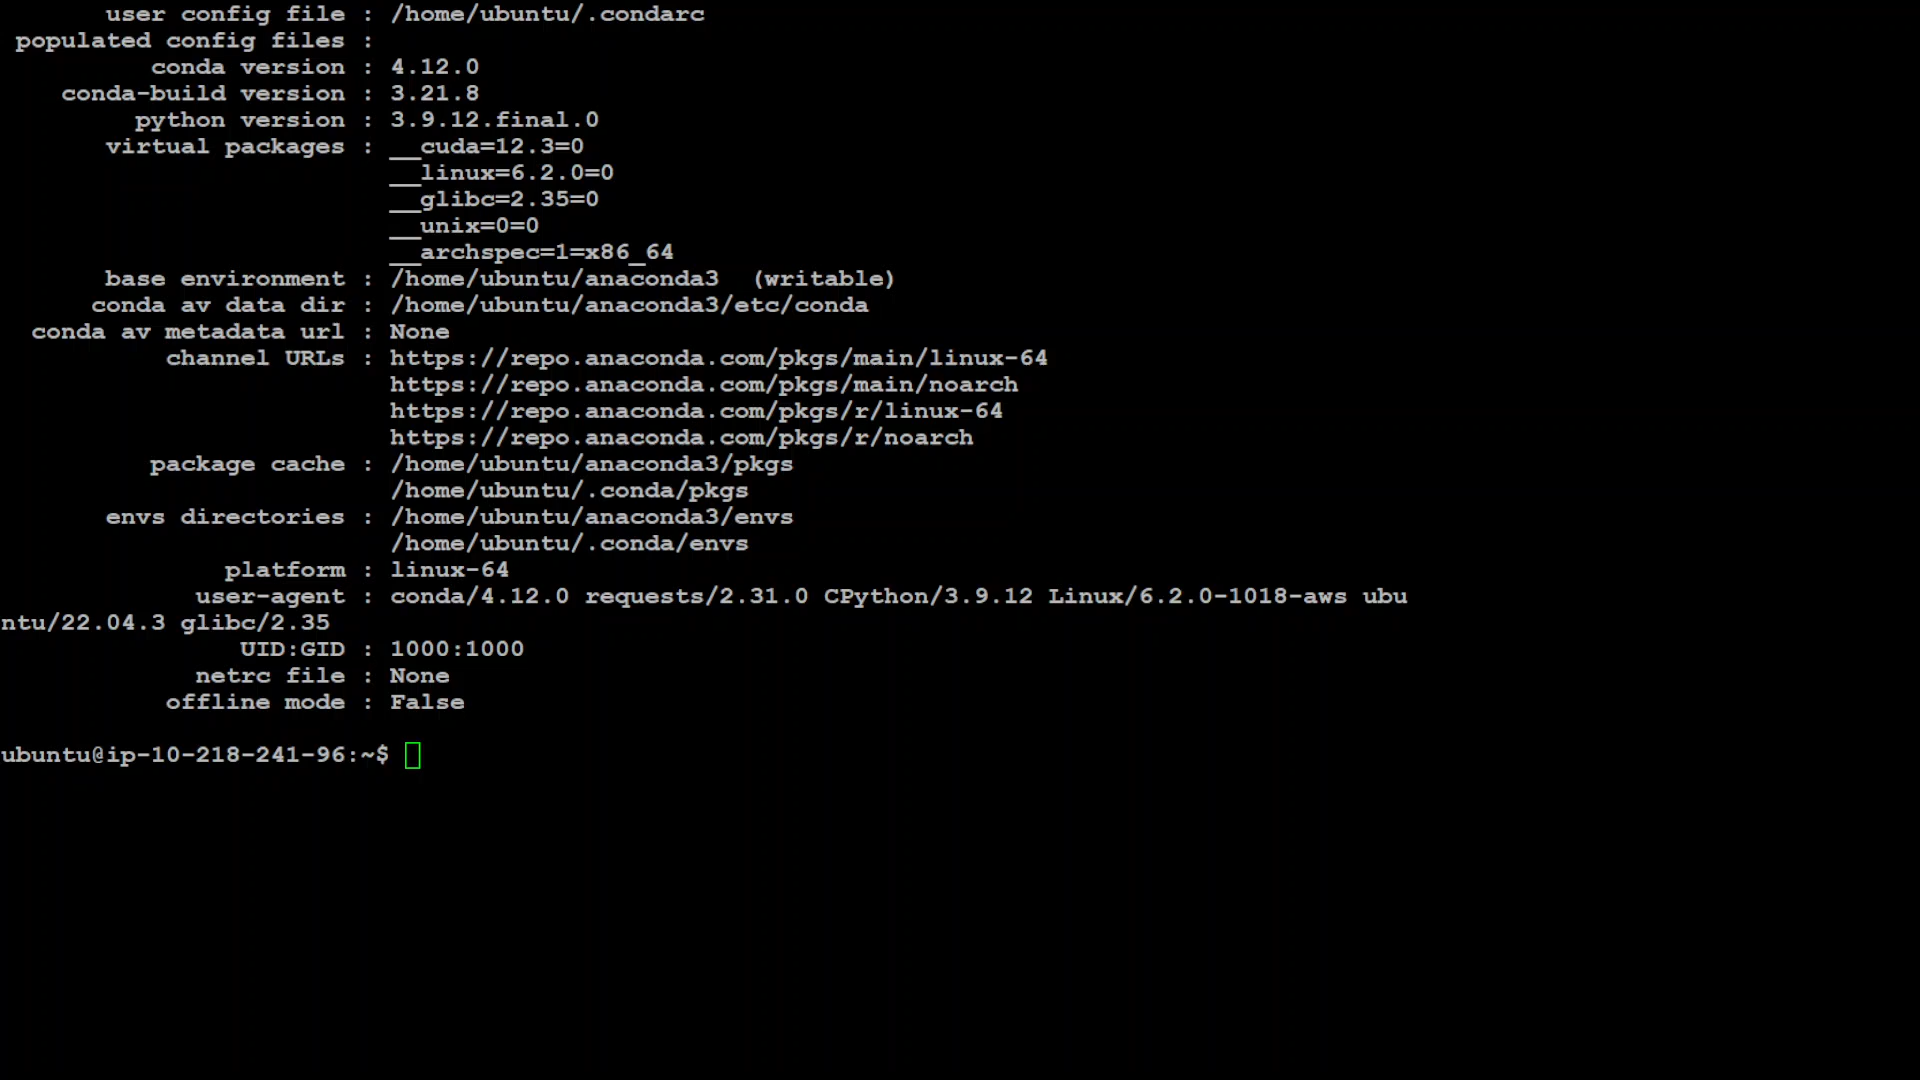 user config file : /home/ubuntu/.condarc
populated config files :
conda version : 4.12.0
conda-build version : 3.21.8
python version : 3.9.12.final.0
virtual packages : __cuda=12.3=0
__linux=6.2.0=0
__glibc=2.35=0
__unix=0=0
__archspec=1=x86_64
base environment : /home/ubuntu/anaconda3  (writable)
conda av data dir : /home/ubuntu/anaconda3/etc/conda
conda av metadata url : None
channel URLs : https://repo.anaconda.com/pkgs/main/linux-64
https://repo.anaconda.com/pkgs/main/noarch
https://repo.anaconda.com/pkgs/r/linux-64
https://repo.anaconda.com/pkgs/r/noarch
package cache : /home/ubuntu/anaconda3/pkgs
/home/ubuntu/.conda/pkgs
envs directories : /home/ubuntu/anaconda3/envs
/home/ubuntu/.conda/envs
platform : linux-64
user-agent : conda/4.12.0 requests/2.31.0 CPython/3.9.12 Linux/6.2.0-1018-aws ubu
ntu/22.04.3 glibc/2.35
UID:GID : 1000:1000
netrc file : None
offline mode : False
ubuntu@ip-10-218-241-96:~$